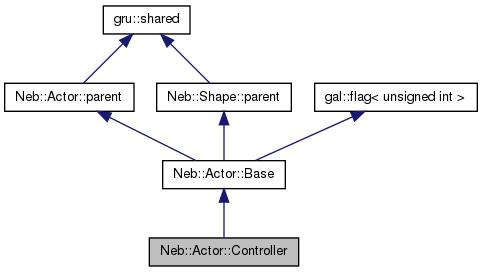 gru::shared
Neb::Actor::parent
Neb::Shape::parent
gal::flag< unsigned int >
Neb::Actor::Base
Neb::Actor::Controller